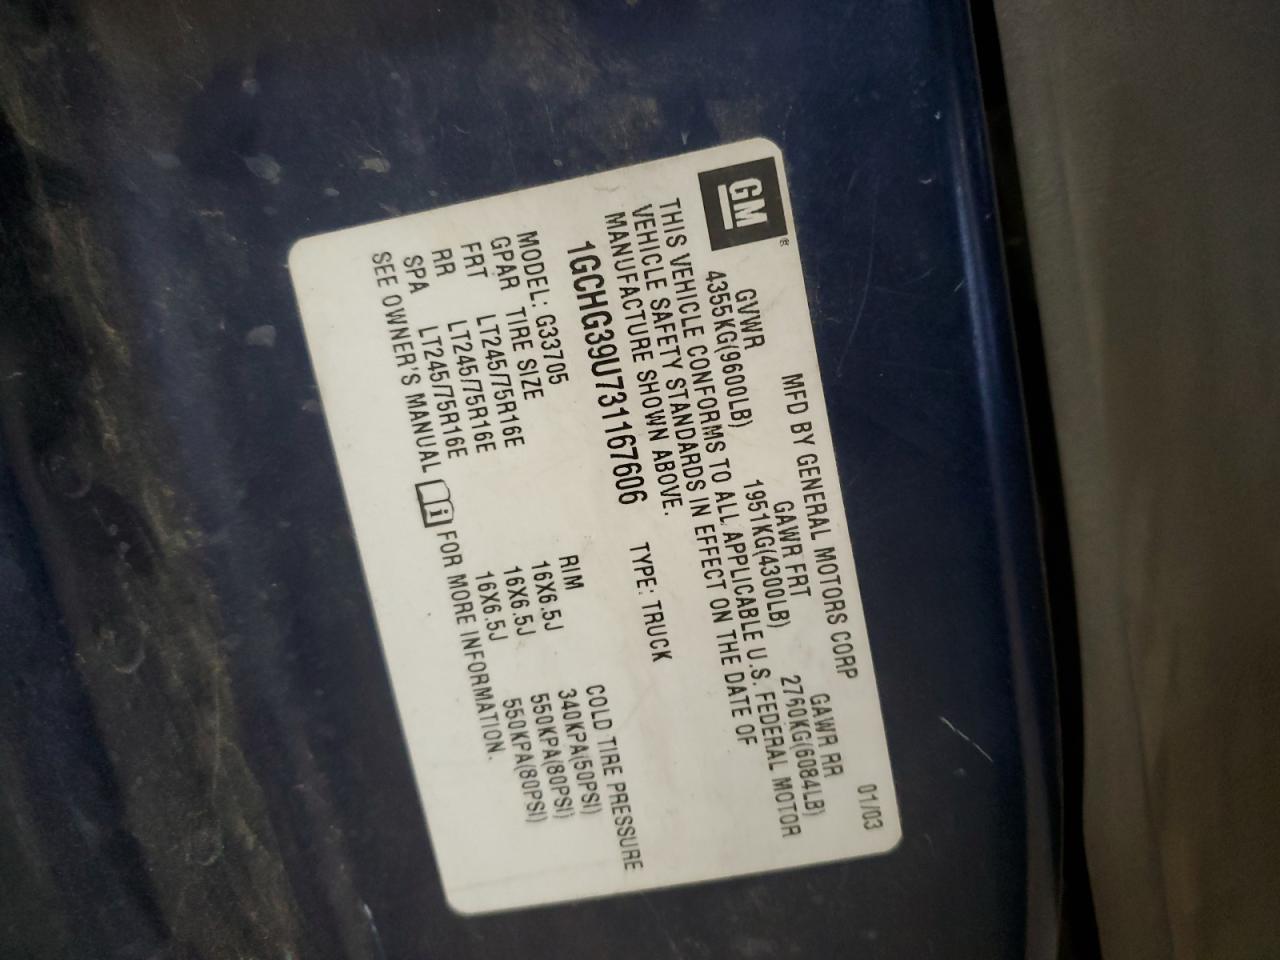 GM®
MFD BY GENERAL MOTORS CORP 01/03
GVWR GAWR FRT GAWR RR
4355KG(9600LB) 1951KG(4300LB) 2760KG(6084LB)
THIS VEHICLE CONFORMS TO ALL APPLICABLE U.S. FEDERAL MOTOR
VEHICLE SAFETY STANDARDS IN EFFECT ON THE DATE OF
MANUFACTURE SHOWN ABOVE.
1GCHG39U731167606 TYPE: TRUCK
MODEL: G33705
GPAR TIRE SIZE RIM COLD TIRE PRESSURE
FRT LT245/75R16E 16X6.5J 340KPA(50PSI)
RR LT245/75R16E 16X6.5J 550KPA(80PSI)
SPA LT245/75R16E 16X6.5J 550KPA(80PSI)
SEE OWNER'S MANUAL i FOR MORE INFORMATION.